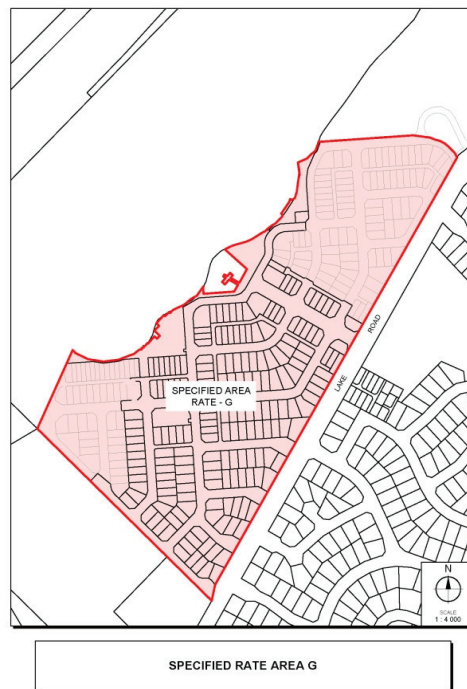 SPECIFIED AREA
RATE - G
LAKE ROAD
N
SCALE
1 : 4 000
SPECIFIED RATE AREA G